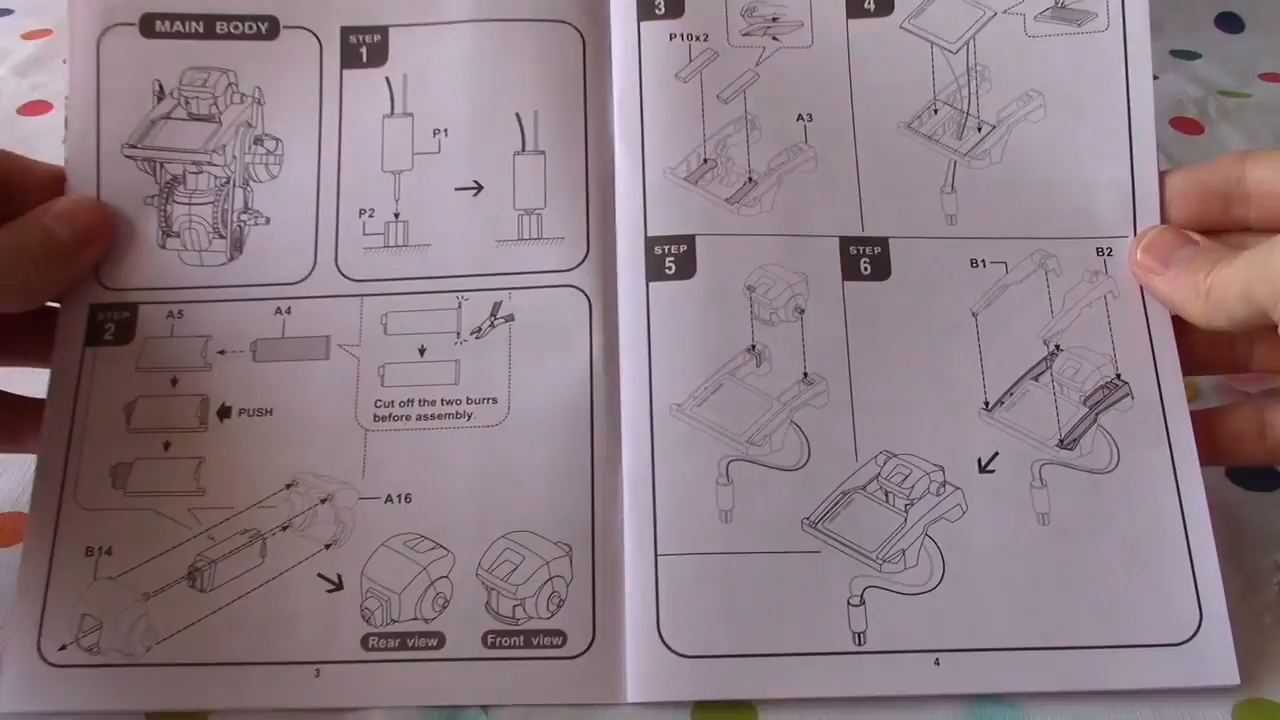 MAIN BODY
STEP
1
P1
P2
STEP
2
A5
A4
PUSH
Cut off the two burrs
before assembly.
A16
B14
Rear view
Front view
3
3
P10x2
A3
4
STEP
5
STEP
6
B1
B2
4